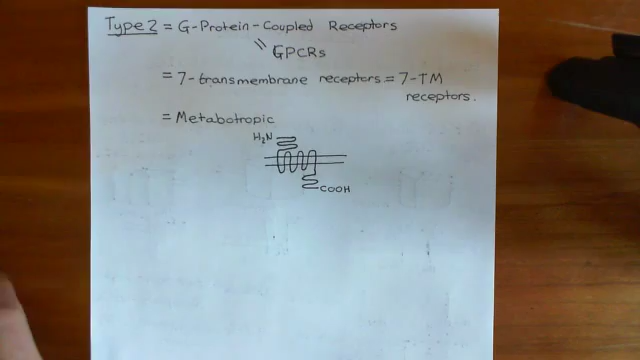 Type 2 = G-Protein-Coupled Receptors
GPCRs
= 7-transmembrane receptors = 7-TM
receptors.
= Metabotropic
H₂N
COOH